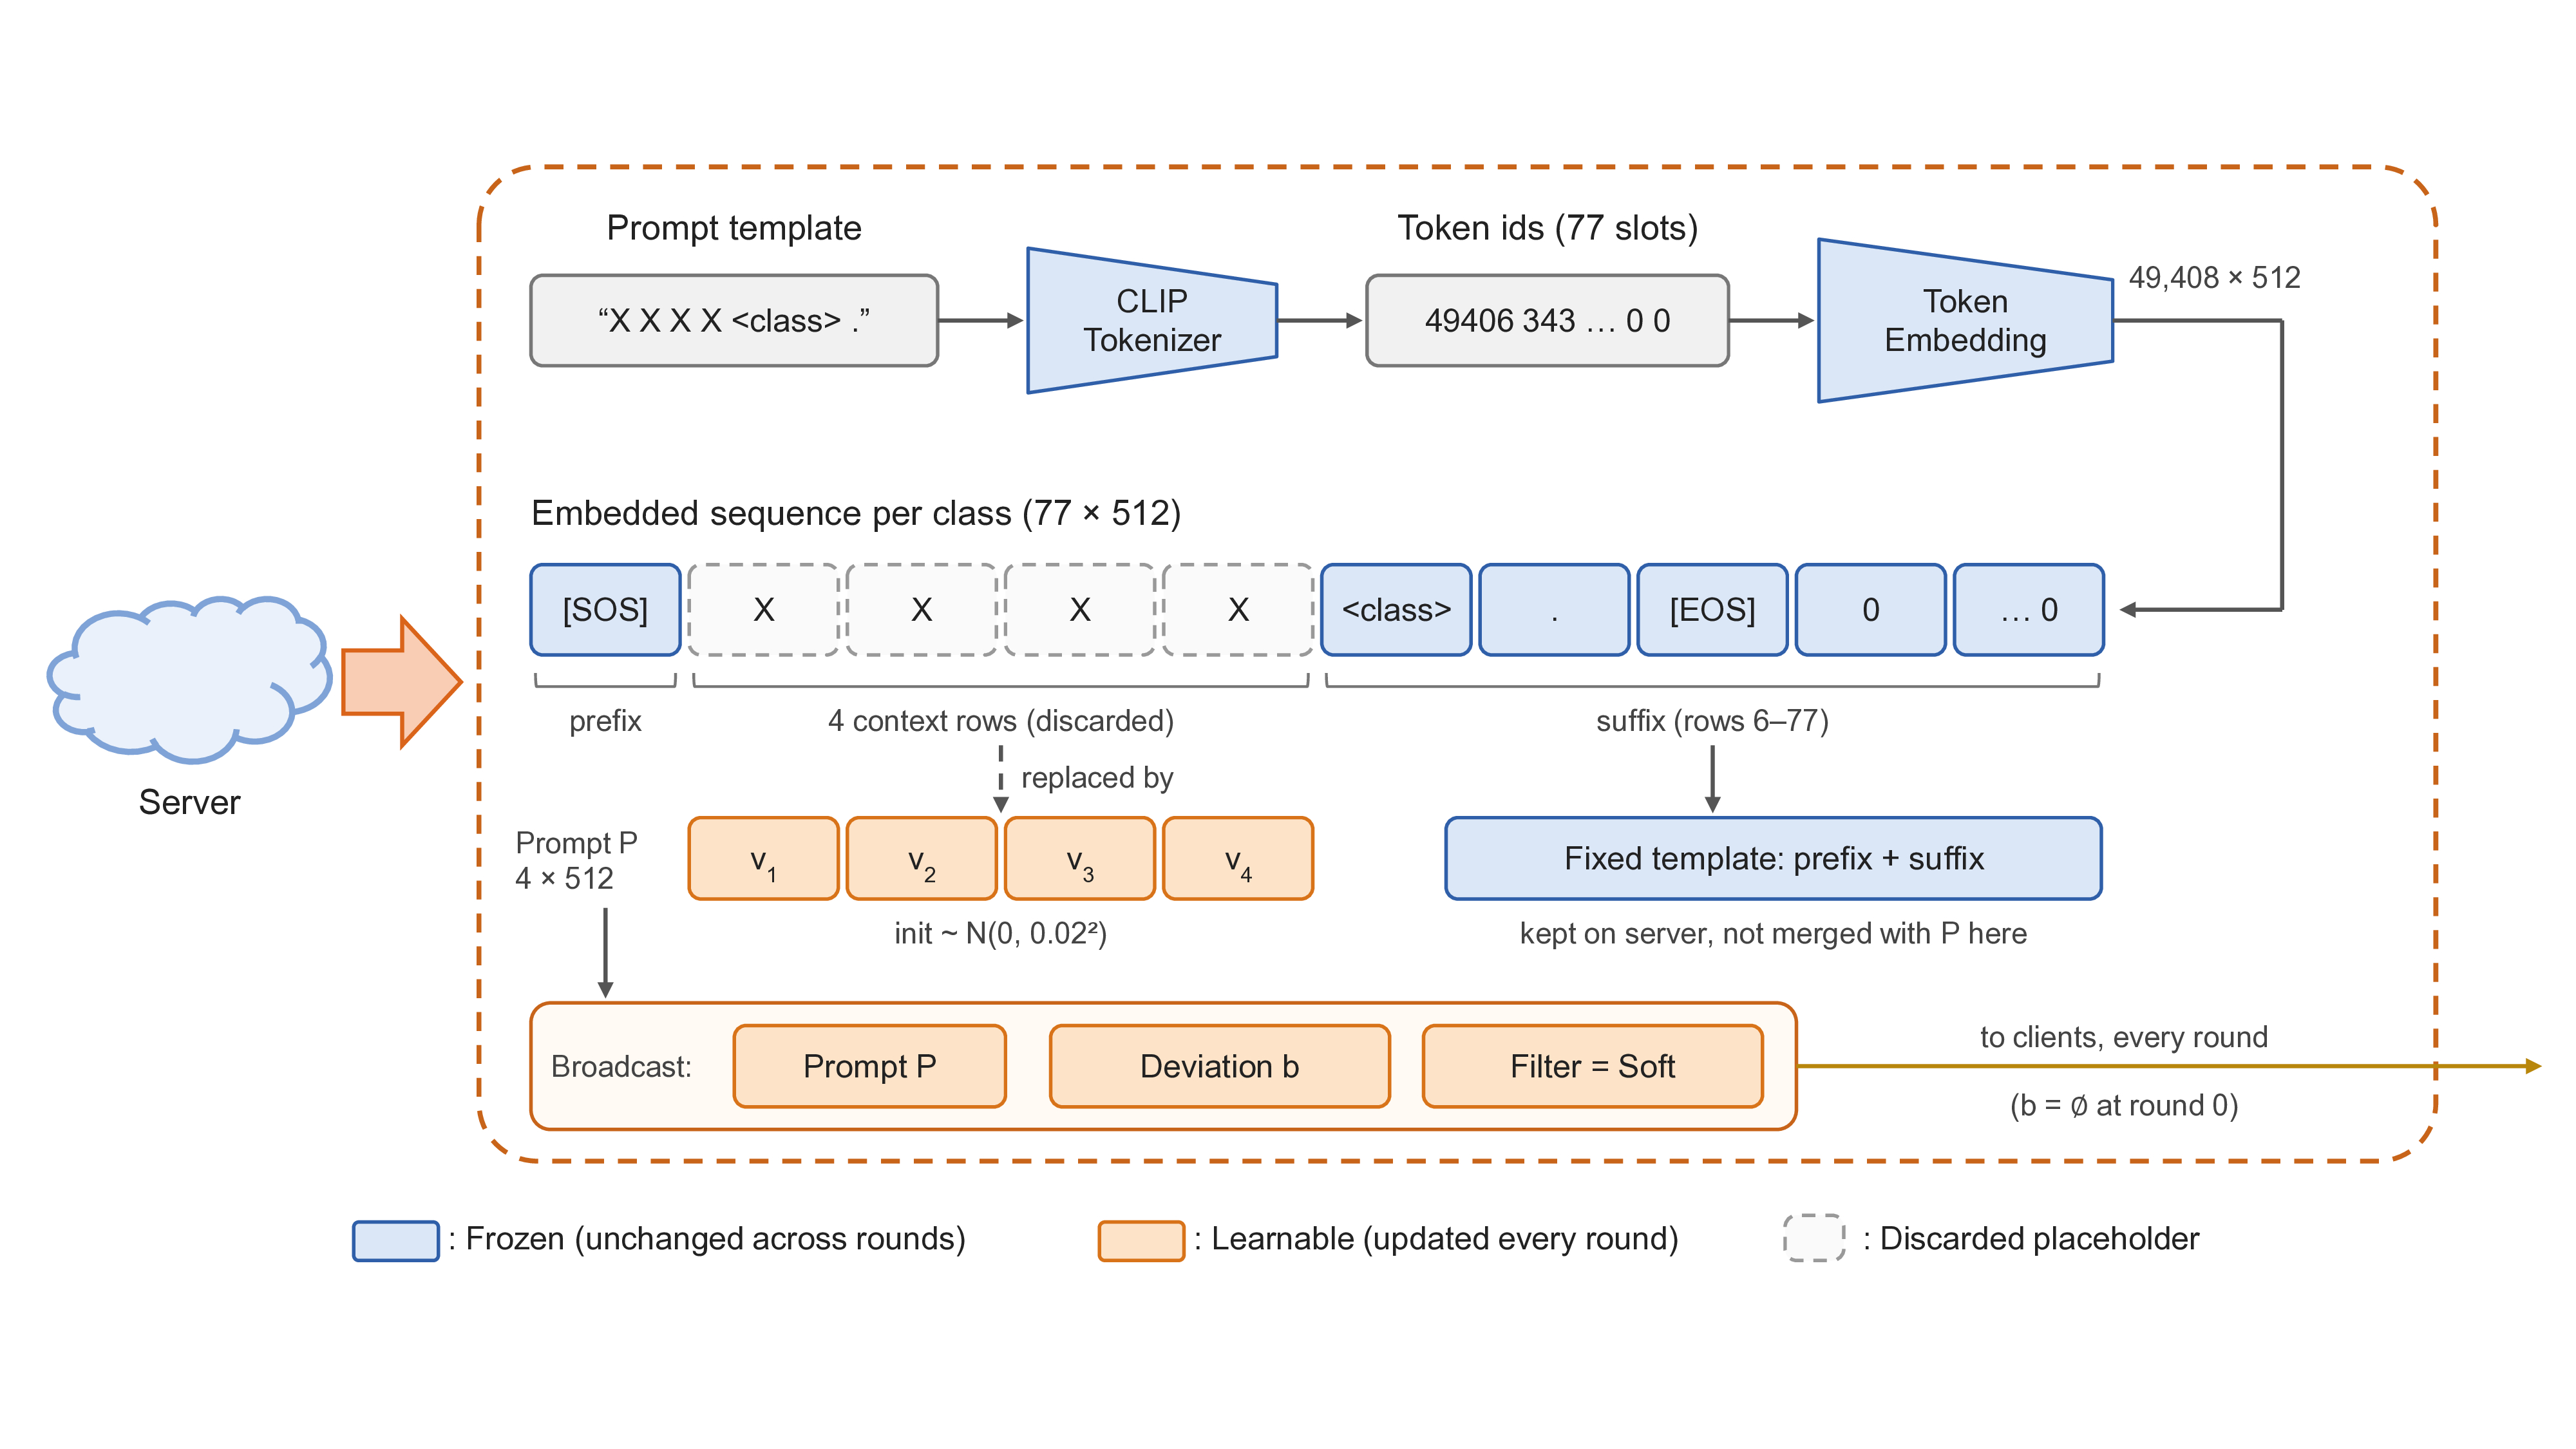 Prompt template
Token ids (77 slots)
“X X X X <class> .”
CLIP
Tokenizer
49406 343 … 0 0
Token
Embedding
49,408 × 512
Embedded sequence per class (77 × 512)
[SOS] X X X X <class> . [EOS] 0 … 0
prefix
4 context rows (discarded)
suffix (rows 6–77)
replaced by
Server
Prompt P
4 × 512
v1 v2 v3 v4
Fixed template: prefix + suffix
init ~ N(0, 0.02²)
kept on server, not merged with P here
Broadcast:
Prompt P
Deviation b
Filter = Soft
to clients, every round
(b = ∅ at round 0)
: Frozen (unchanged across rounds)
: Learnable (updated every round)
: Discarded placeholder